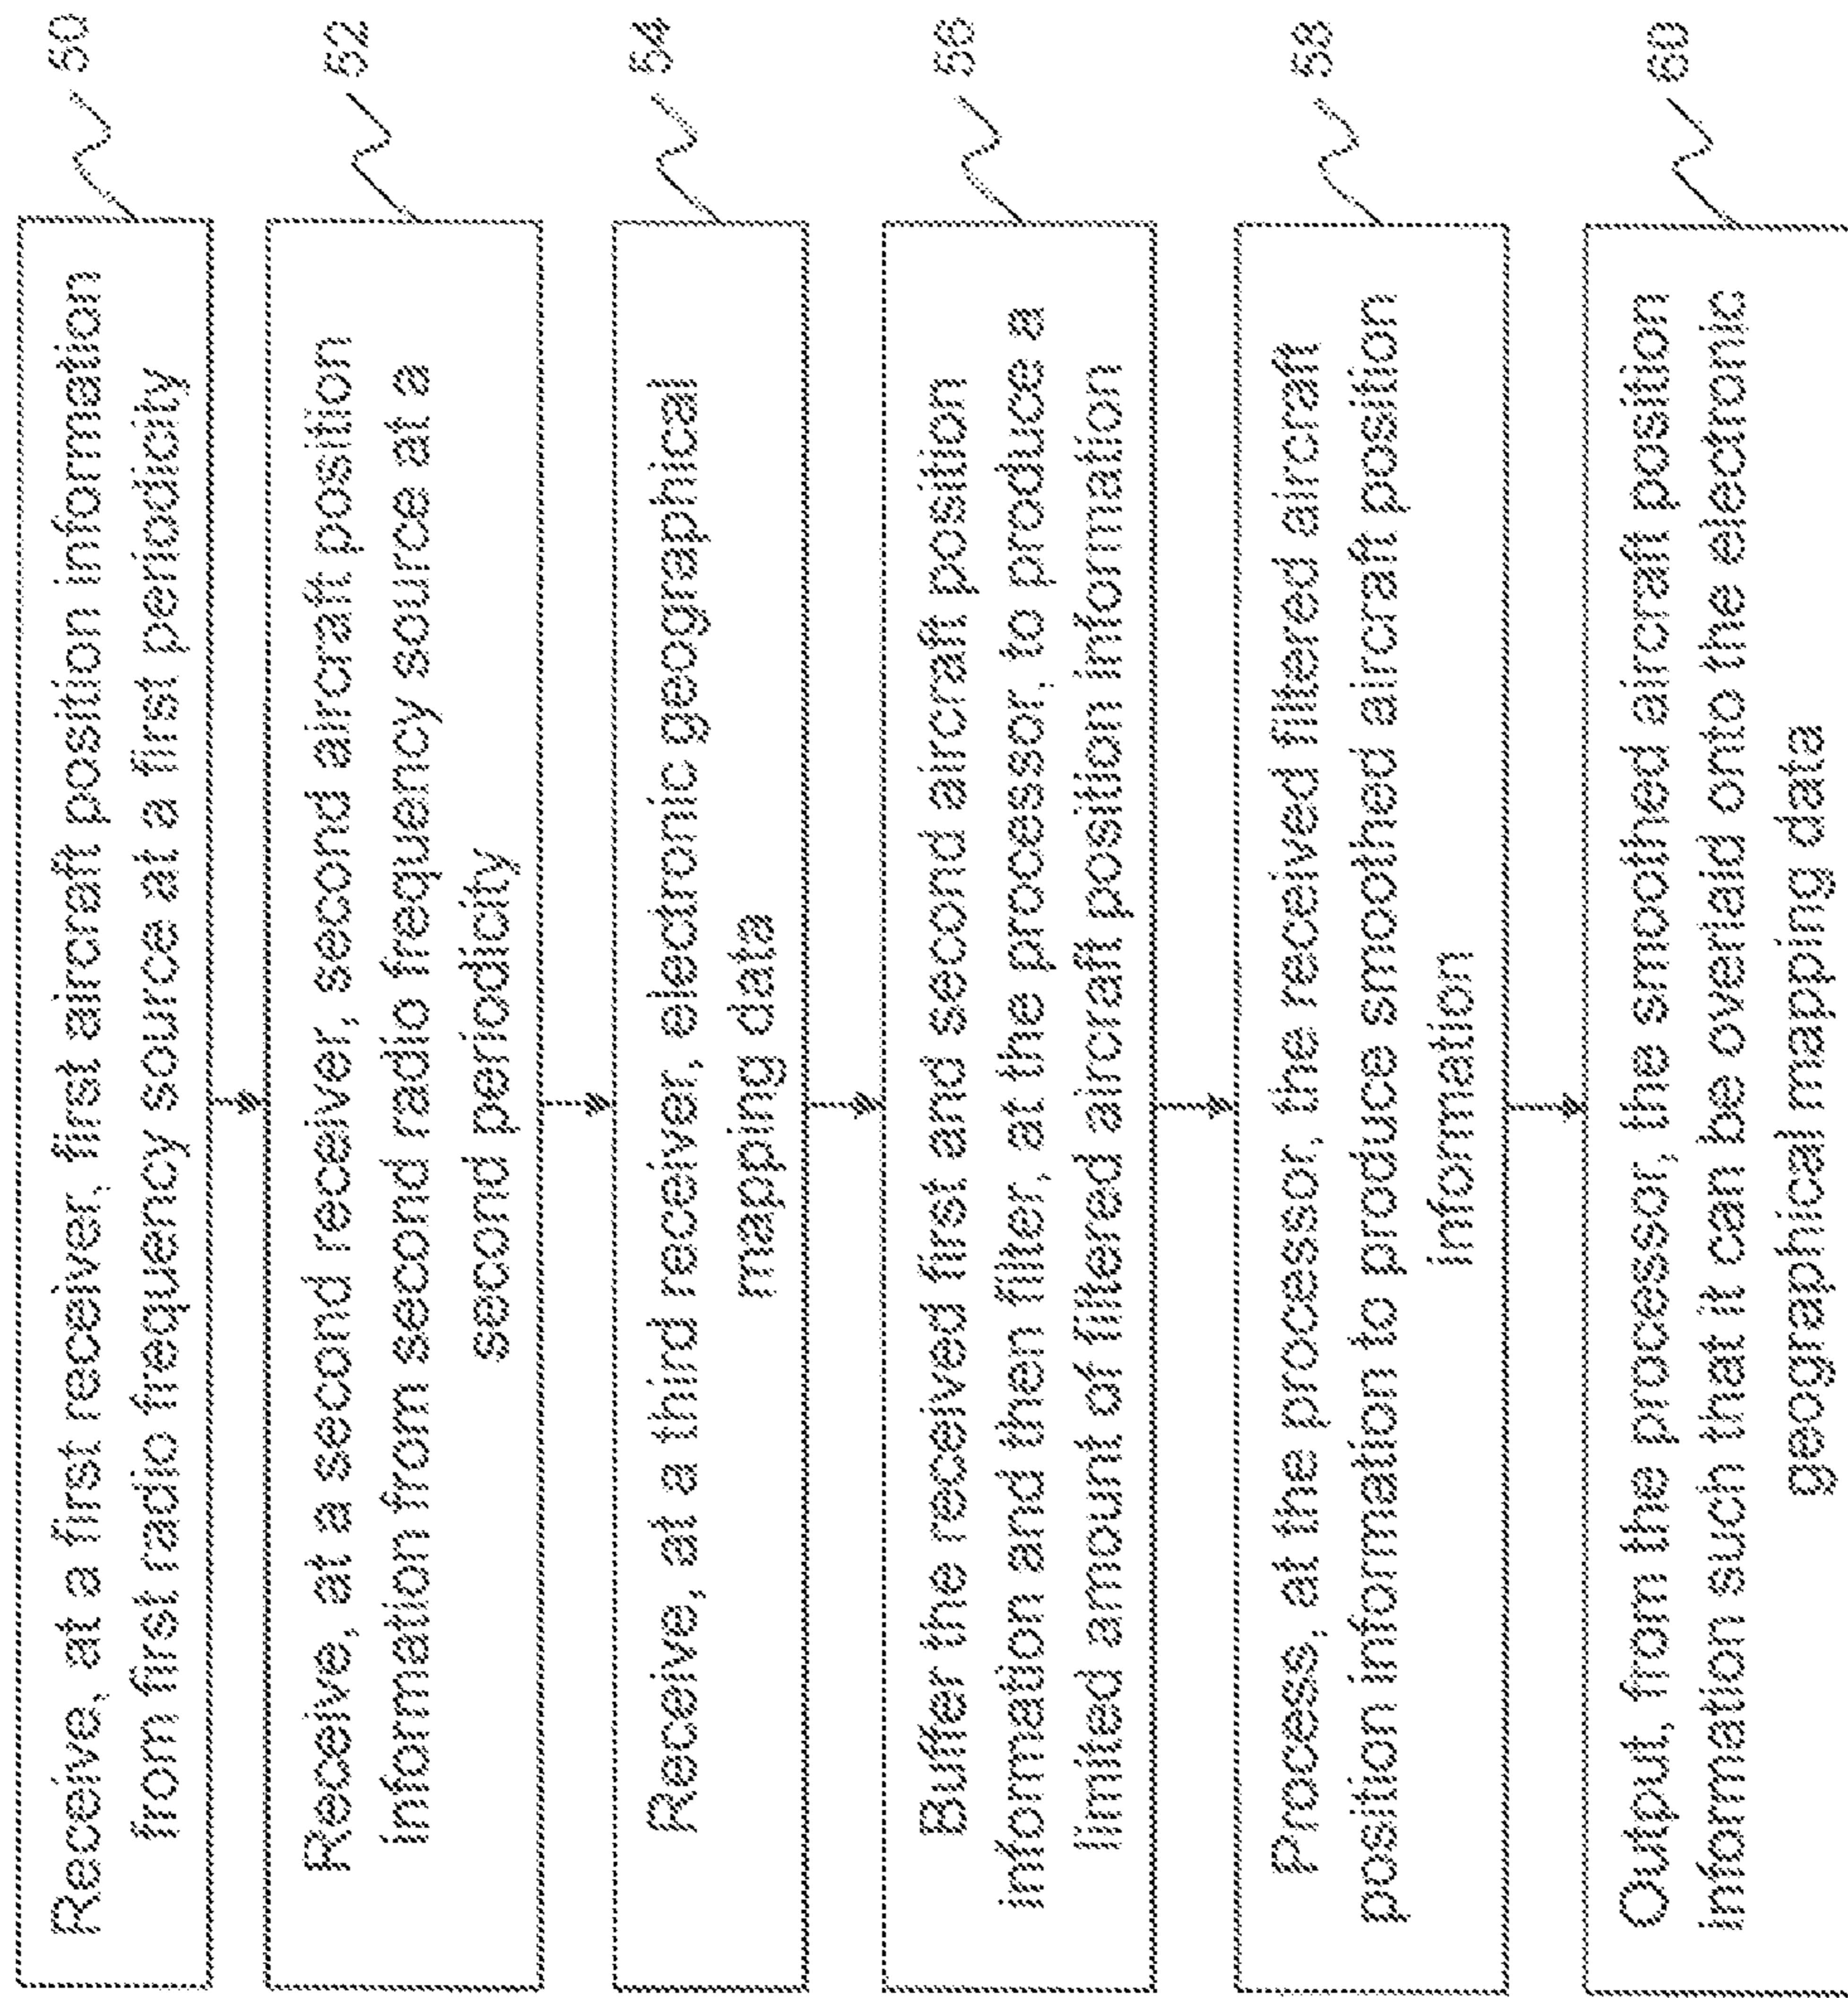 Receive, at a first receiver, first aircraft position information
from first radio frequency source at a first periodicity
50
Receive, at a second receiver, second aircraft position
information from second radio frequency source at a
second periodicity
52
Receive, at a third receiver, electronic geographical
mapping data
54
Buffer the received first and second aircraft position
information and then filter, at the processor, to produce a
limited amount of filtered aircraft position information
56
Process, at the processor, the received filtered aircraft
position information to produce smoothed aircraft position
information
58
Output, from the processor, the smoothed aircraft position
information such that it can be overlaid onto the electronic
geographical mapping data
60